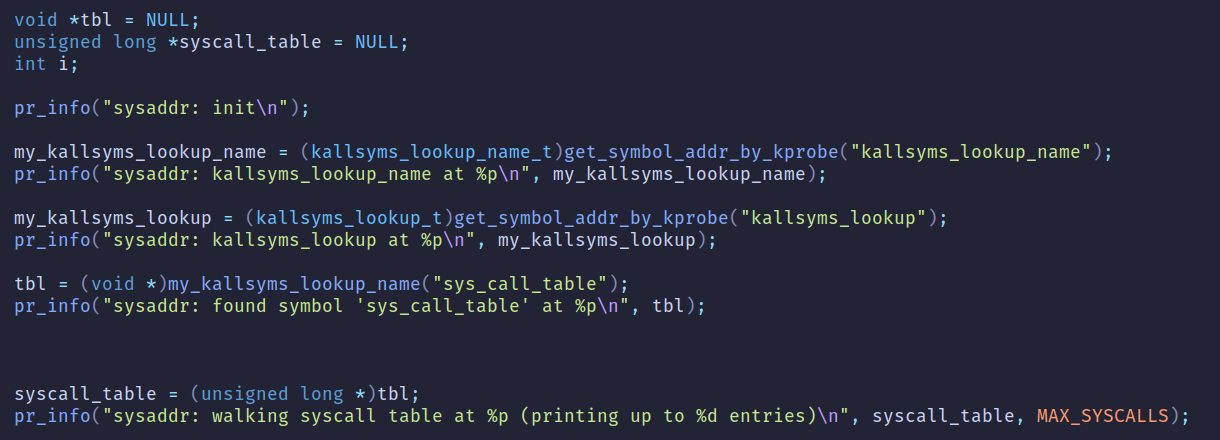 void *tbl = NULL;
unsigned long *syscall_table = NULL;
int i;
pr_info("sysaddr: init\n");
my_kallsyms_lookup_name = (kallsyms_lookup_name_t)get_symbol_addr_by_kprobe("kallsyms_lookup_name");
pr_info("sysaddr: kallsyms_lookup_name at %p\n", my_kallsyms_lookup_name);
my_kallsyms_lookup = (kallsyms_lookup_t)get_symbol_addr_by_kprobe("kallsyms_lookup");
pr_info("sysaddr: kallsyms_lookup at %p\n", my_kallsyms_lookup);
tbl = (void *)my_kallsyms_lookup_name("sys_call_table");
pr_info("sysaddr: found symbol 'sys_call_table' at %p\n", tbl);
syscall_table = (unsigned long *)tbl;
pr_info("sysaddr: walking syscall table at %p (printing up to %d entries)\n", syscall_table, MAX_SYSCALLS);